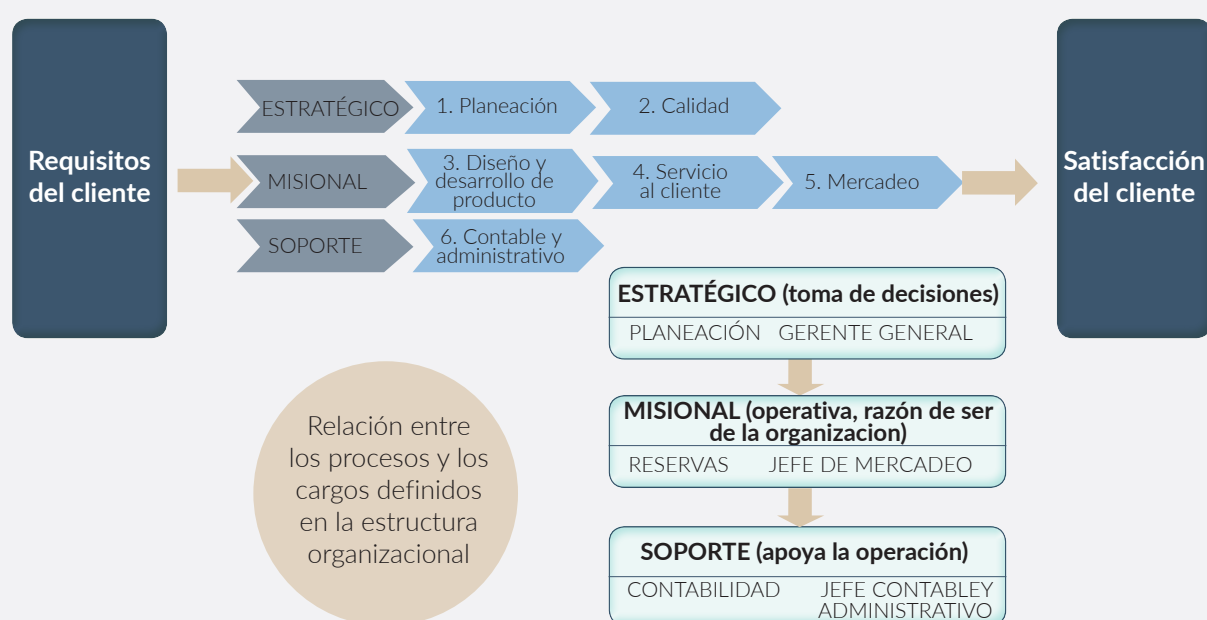 Requisitos
del cliente
ESTRATÉGICO
1. Planeación
2. Calidad
MISIONAL
3. Diseño y
desarrollo de
producto
4. Servicio
al cliente
5. Mercadeo
SOPORTE
6. Contable y
administrativo
Satisfacción
del cliente
Relación entre
los procesos y los
cargos definidos
en la estructura
organizacional
ESTRATÉGICO (toma de decisiones)
PLANEACIÓN GERENTE GENERAL
MISIONAL (operativa, razón de ser
de la organizacion)
RESERVAS JEFE DE MERCADEO
SOPORTE (apoya la operación)
CONTABILIDAD JEFE CONTABLEY
ADMINISTRATIVO